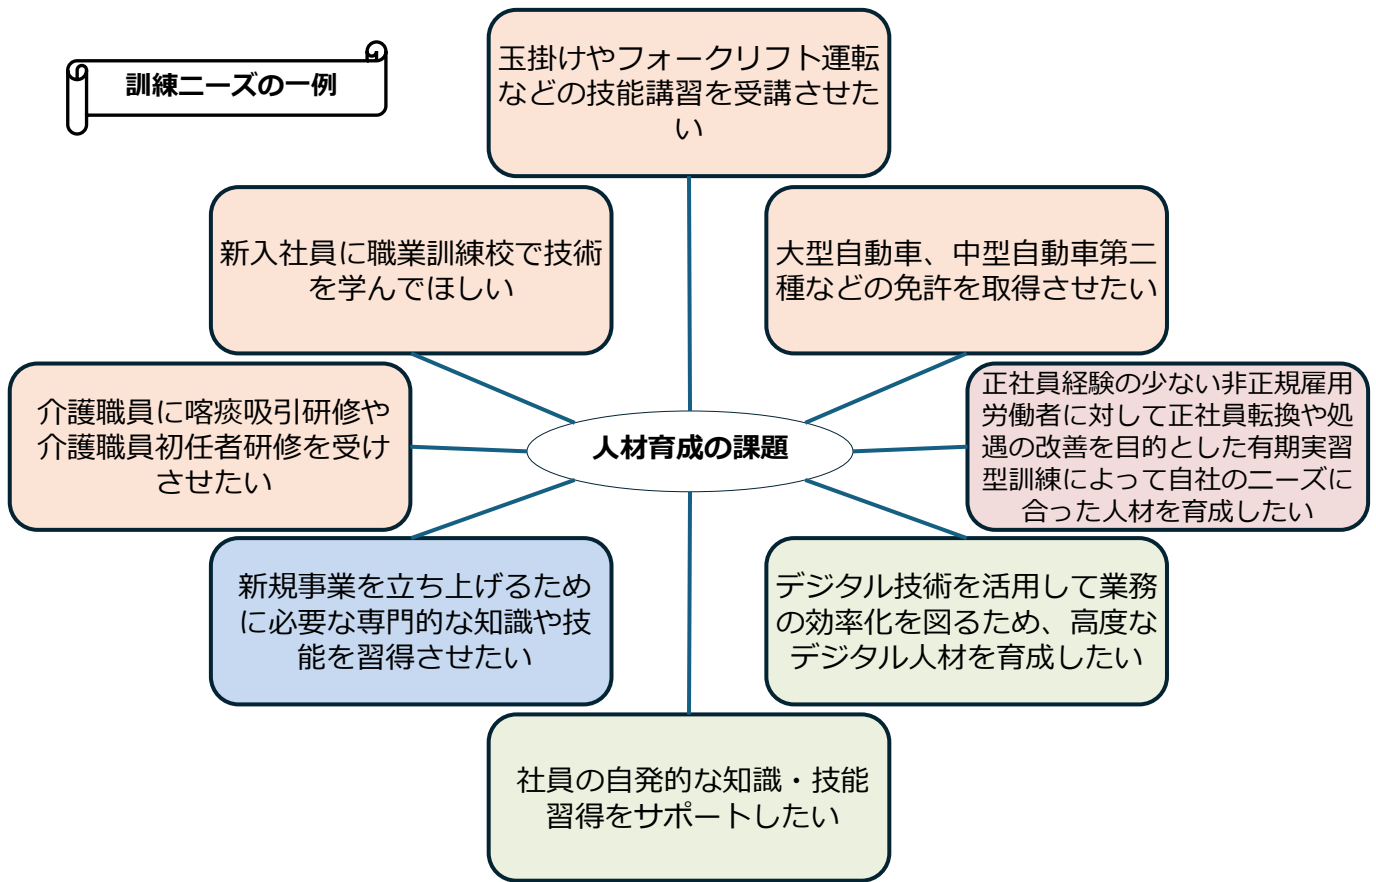 訓練ニーズの一例
玉掛けやフォークリフト運転
などの技能講習を受講させた
い
新入社員に職業訓練校で技術
を学んでほしい
大型自動車、中型自動車第二
種などの免許を取得させたい
介護職員に喀痰吸引研修や
介護職員初任者研修を受け
させたい
人材育成の課題
正社員経験の少ない非正規雇用
労働者に対して正社員転換や処
遇の改善を目的とした有期実習
型訓練によって自社のニーズに
合った人材を育成したい
新規事業を立ち上げるため
に必要な専門的な知識や技
能を習得させたい
デジタル技術を活用して業務
の効率化を図るため、高度な
デジタル人材を育成したい
社員の自発的な知識・技能
習得をサポートしたい